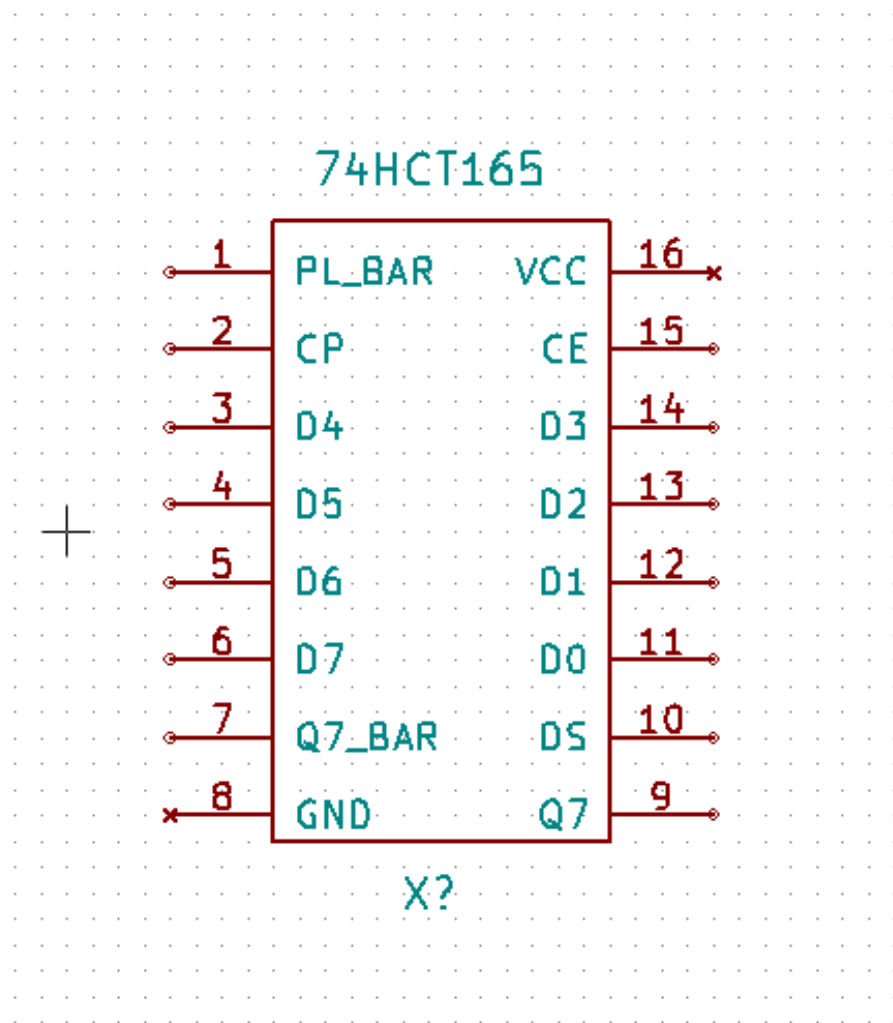 74HCT165
1 PL_BAR VCC 16
2 CP CE 15
3 D4 D3 14
4 D5 D2 13
5 D6 D1 12
6 D7 D0 11
7 Q7_BAR DS 10
8 GND Q7 9
X?